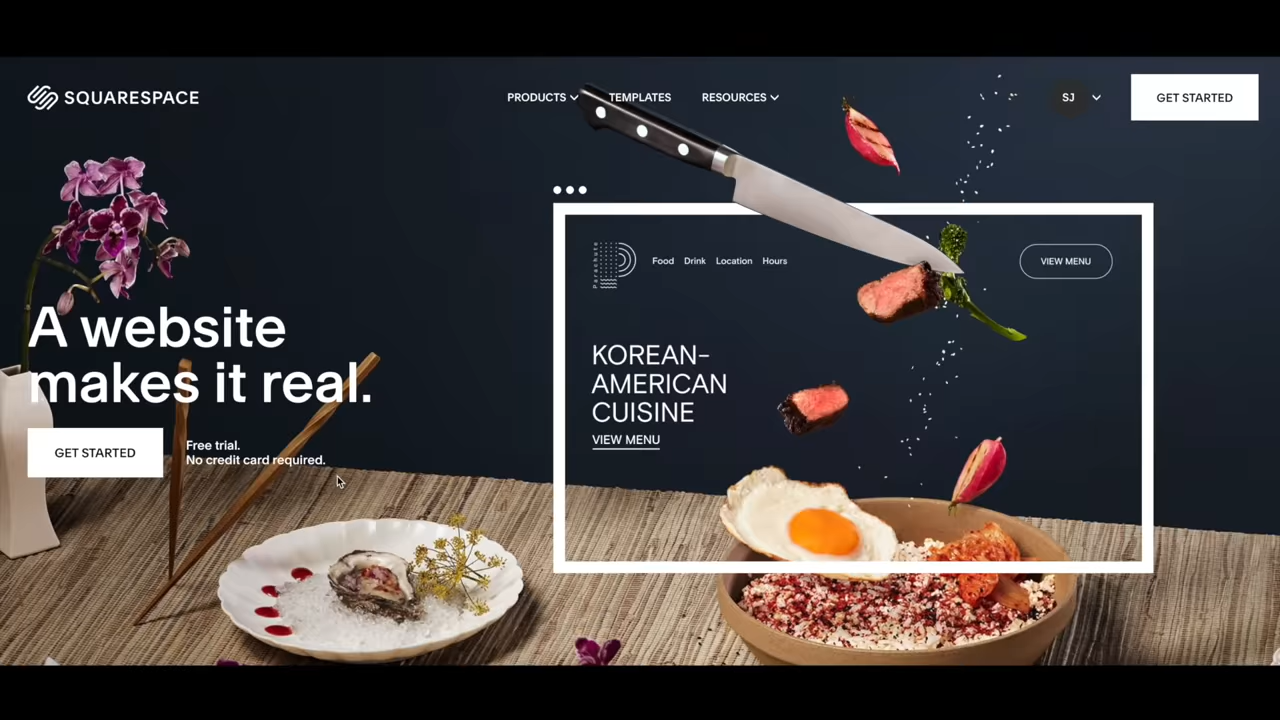 SQUARESPACE
PRODUCTS
TEMPLATES
RESOURCES
SJ
GET STARTED
Parachute
Food
Drink
Location
Hours
VIEW MENU
A website
makes it real.
GET STARTED
Free trial.
No credit card required.
KOREAN-
AMERICAN
CUISINE
VIEW MENU